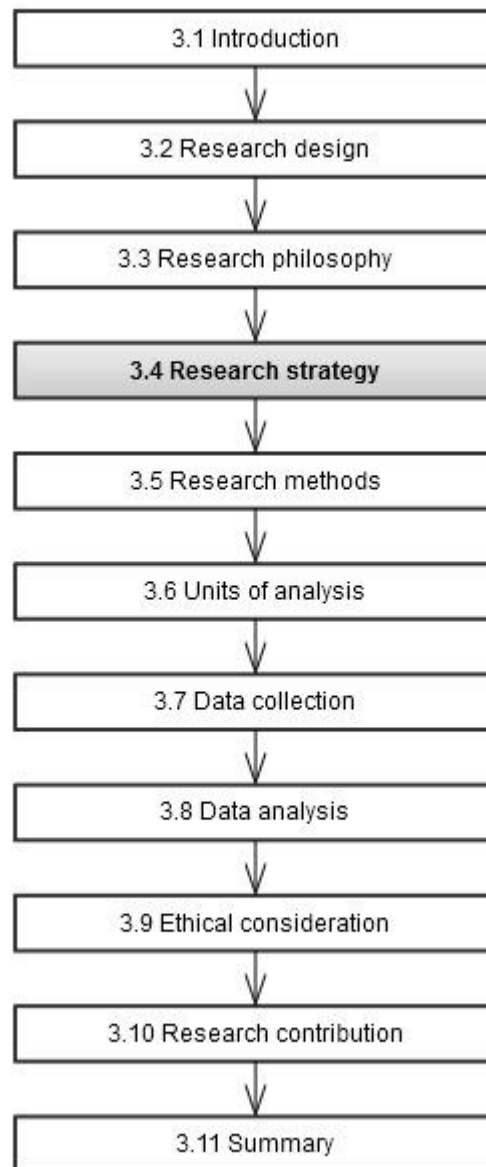 3.1 Introduction
3.2 Research design
3.3 Research philosophy
3.4 Research strategy
3.5 Research methods
3.6 Units of analysis
3.7 Data collection
3.8 Data analysis
3.9 Ethical consideration
3.10 Research contribution
3.11 Summary